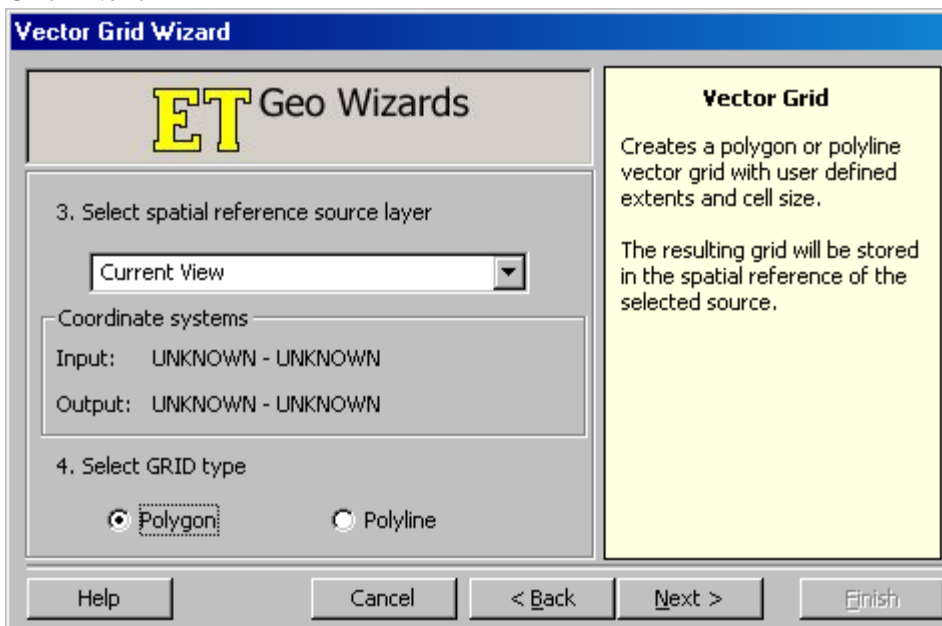 Vector Grid Wizard
ET Geo Wizards
3. Select spatial reference source layer
Current View
Coordinate systems
Input: UNKNOWN - UNKNOWN
Output: UNKNOWN - UNKNOWN
4. Select GRID type
Polygon Polyline
Vector Grid
Creates a polygon or polyline
vector grid with user defined
extents and cell size.
The resulting grid will be stored
in the spatial reference of the
selected source.
Help Cancel < Back Next > Finish